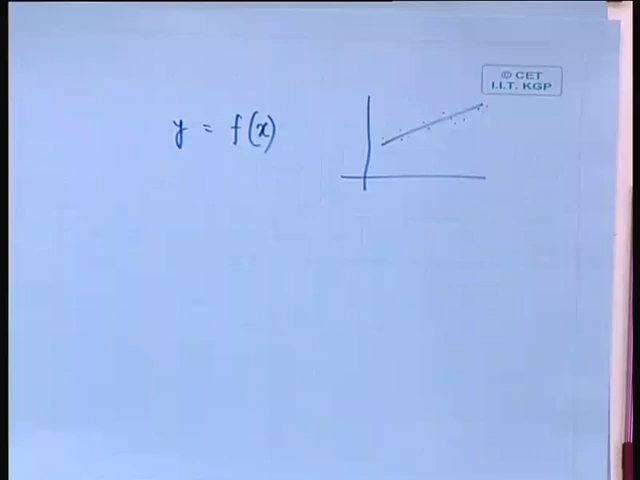 © CET
I.I.T. KGP
y = f(x)